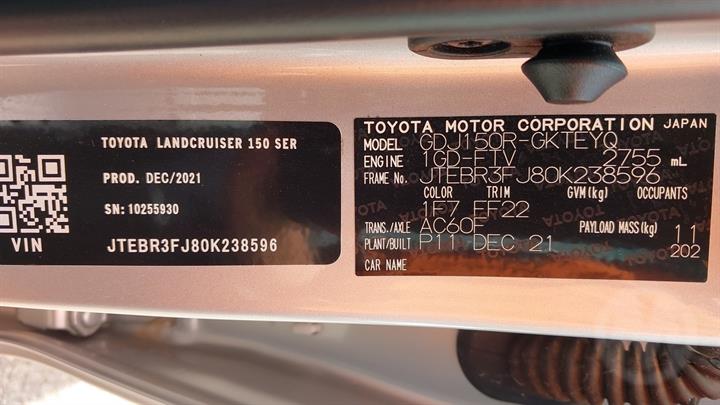 TOYOTA LANDCRUISER 150 SER
PROD. DEC/2021
SN: 10255930
VIN JTEBR3FJ80K238596
TOYOTA MOTOR CORPORATION JAPAN
MODEL GDJ150R-GKTEYQ
ENGINE 1GD-FTV 2755 mL
FRAME No. JTEBR3FJ80K238596
COLOR TRIM GVM(kg) OCCUPANTS
1F7 FF22
TRANS./AXLE AC60F PAYLOAD MASS(kg) 11
PLANT/BUILT P11 DEC 21 202
CAR NAME